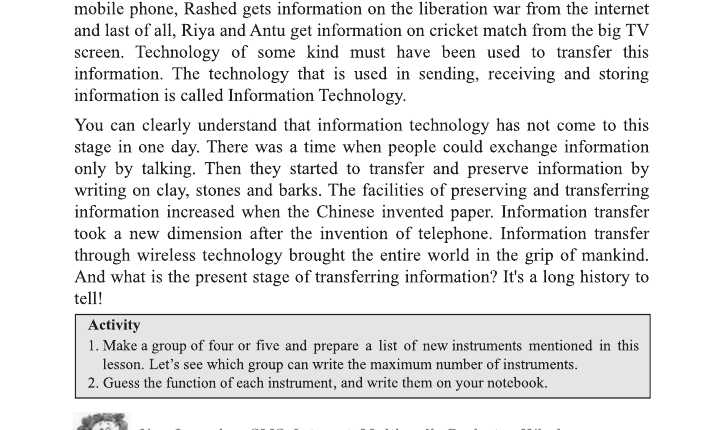 mobile phone, Rashed gets information on the liberation war from the internet
and last of all, Riya and Antu get information on cricket match from the big TV
screen. Technology of some kind must have been used to transfer this
information. The technology that is used in sending, receiving and storing
information is called Information Technology.
You can clearly understand that information technology has not come to this
stage in one day. There was a time when people could exchange information
only by talking. Then they started to transfer and preserve information by
writing on clay, stones and barks. The facilities of preserving and transferring
information increased when the Chinese invented paper. Information transfer
took a new dimension after the invention of telephone. Information transfer
through wireless technology brought the entire world in the grip of mankind.
And what is the present stage of transferring information? It's a long history to
tell!
Activity
1. Make a group of four or five and prepare a list of new instruments mentioned in this
lesson. Let's see which group can write the maximum number of instruments.
2. Guess the function of each instrument, and write them on your notebook.